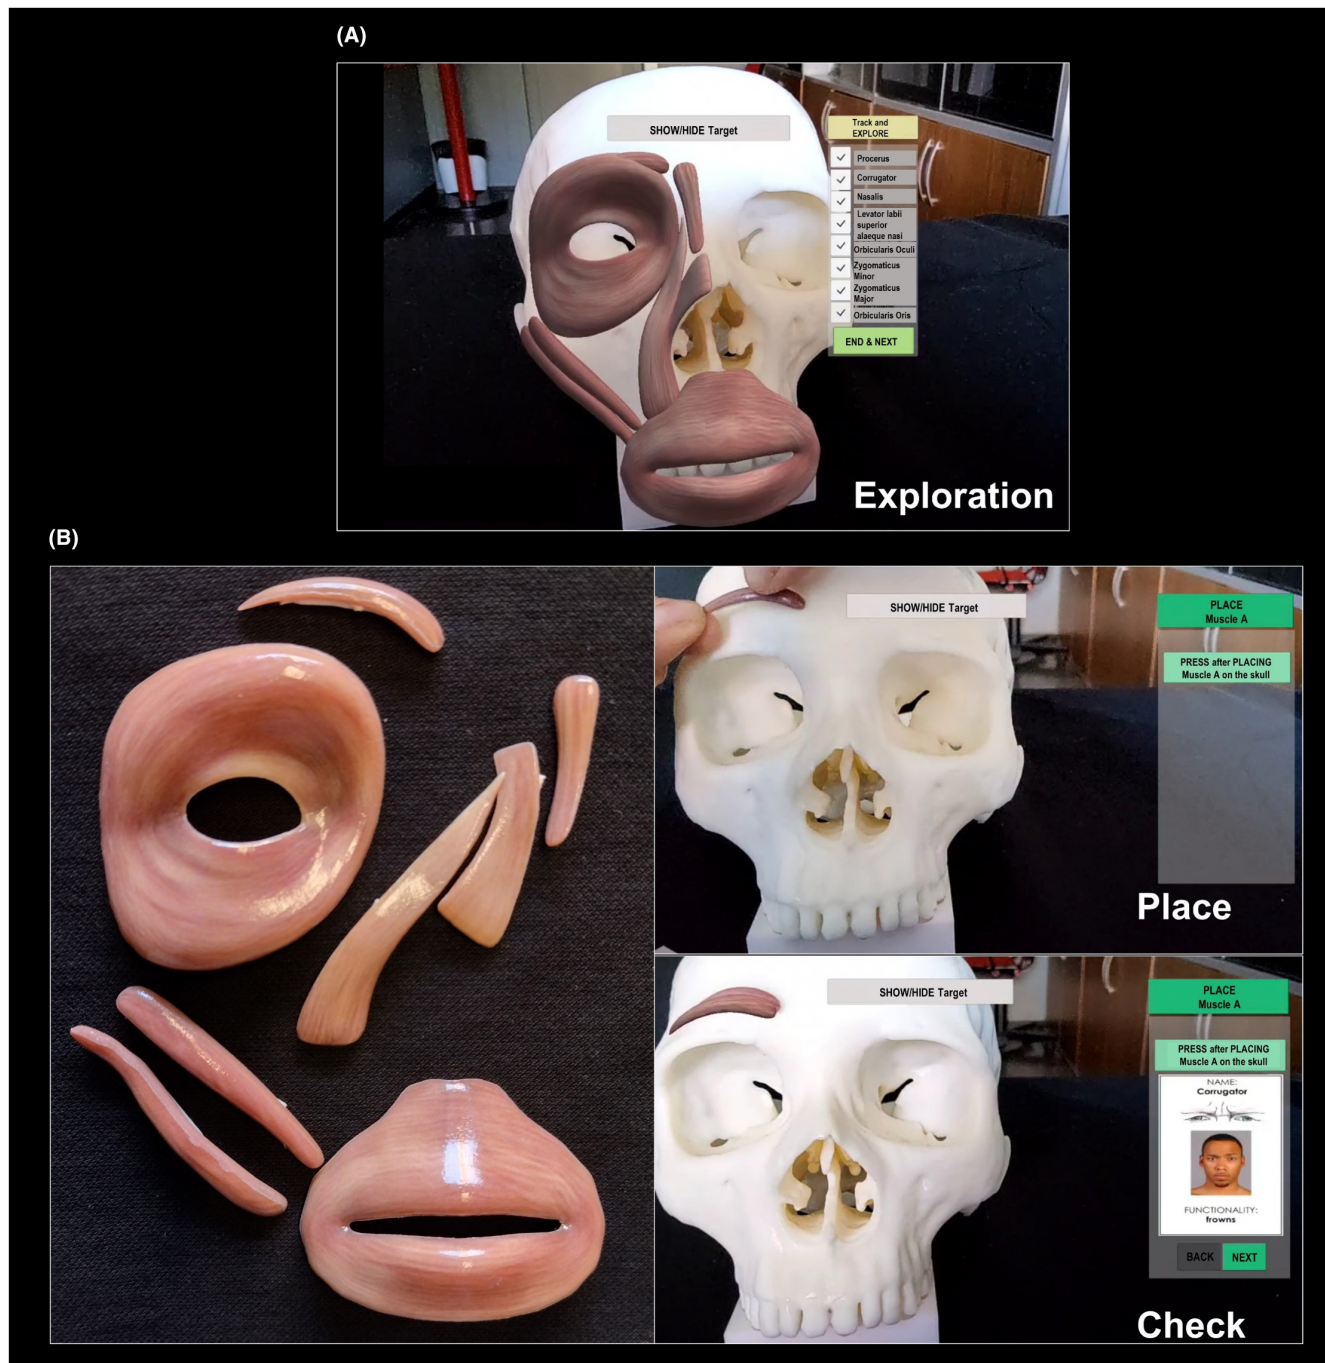 (A)
SHOW/HIDE Target
Track and
EXPLORE
Procerus
Corrugator
Nasalis
Levator labii
superior
alaeque nasi
Orbicularis Oculi
Zygomaticus
Minor
Zygomaticus
Major
Orbicularis Oris
END & NEXT
Exploration
(B)
SHOW/HIDE Target
PLACE
Muscle A
PRESS after PLACING
Muscle A on the skull
Place
SHOW/HIDE Target
PLACE
Muscle A
PRESS after PLACING
Muscle A on the skull
NAME:
Corrugator
FUNCTIONALITY:
frowns
BACK NEXT
Check